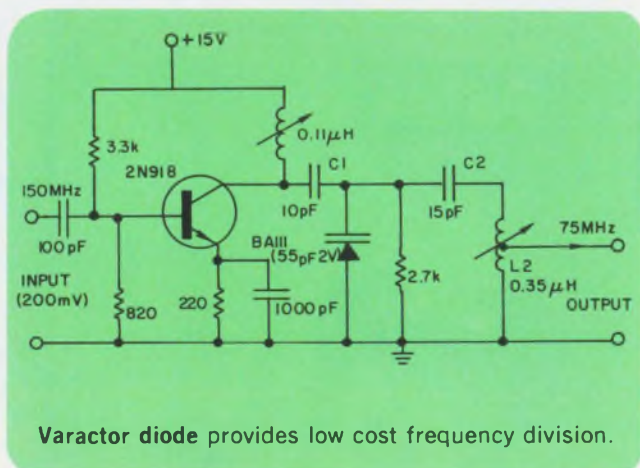 +15V
3.3k
0.11µH
2N918
C1
C2
150MHz
10pF
15pF
75MHz
100pF
BA111
(55pF 2V)
L2
INPUT
2.7k
0.35µH
(200mV)
820
220
1000pF
OUTPUT
Varactor diode provides low cost frequency division.